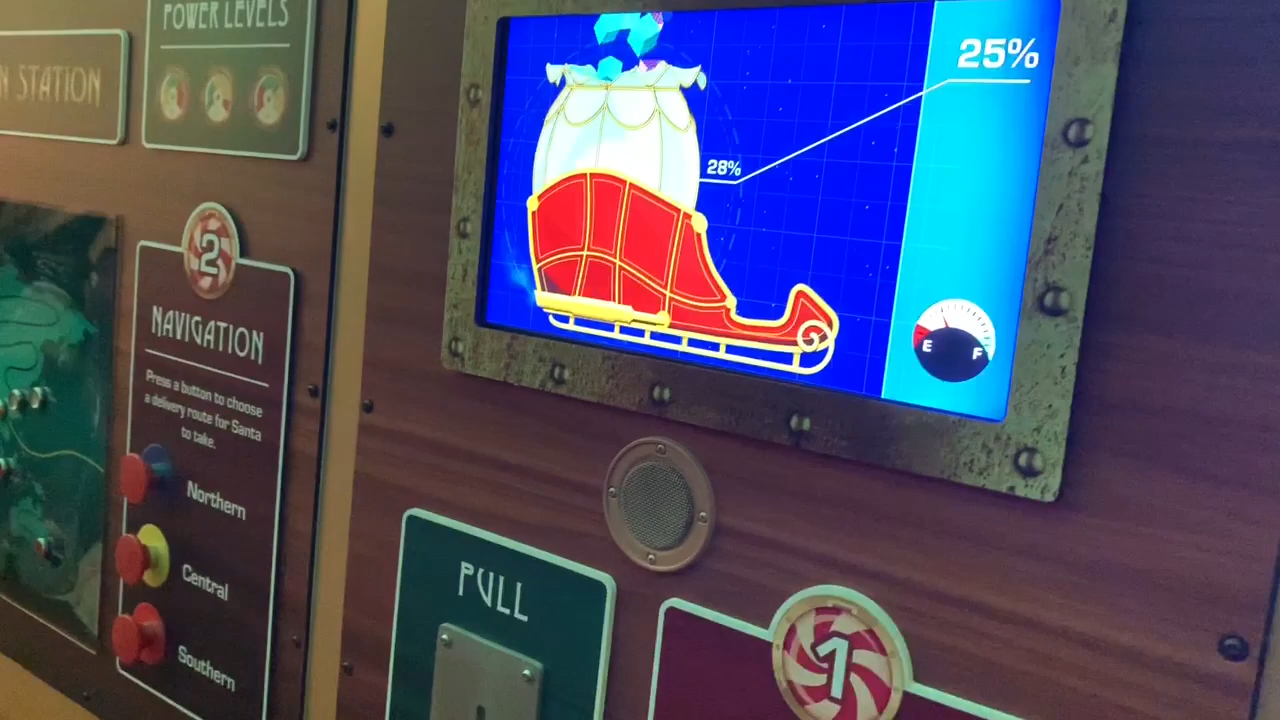 POWER LEVELS
N STATION
2
NAVIGATION
Press a button to choose
a delivery route for Santa
to take.
Northern
Central
Southern
25%
28%
E F
PULL
1